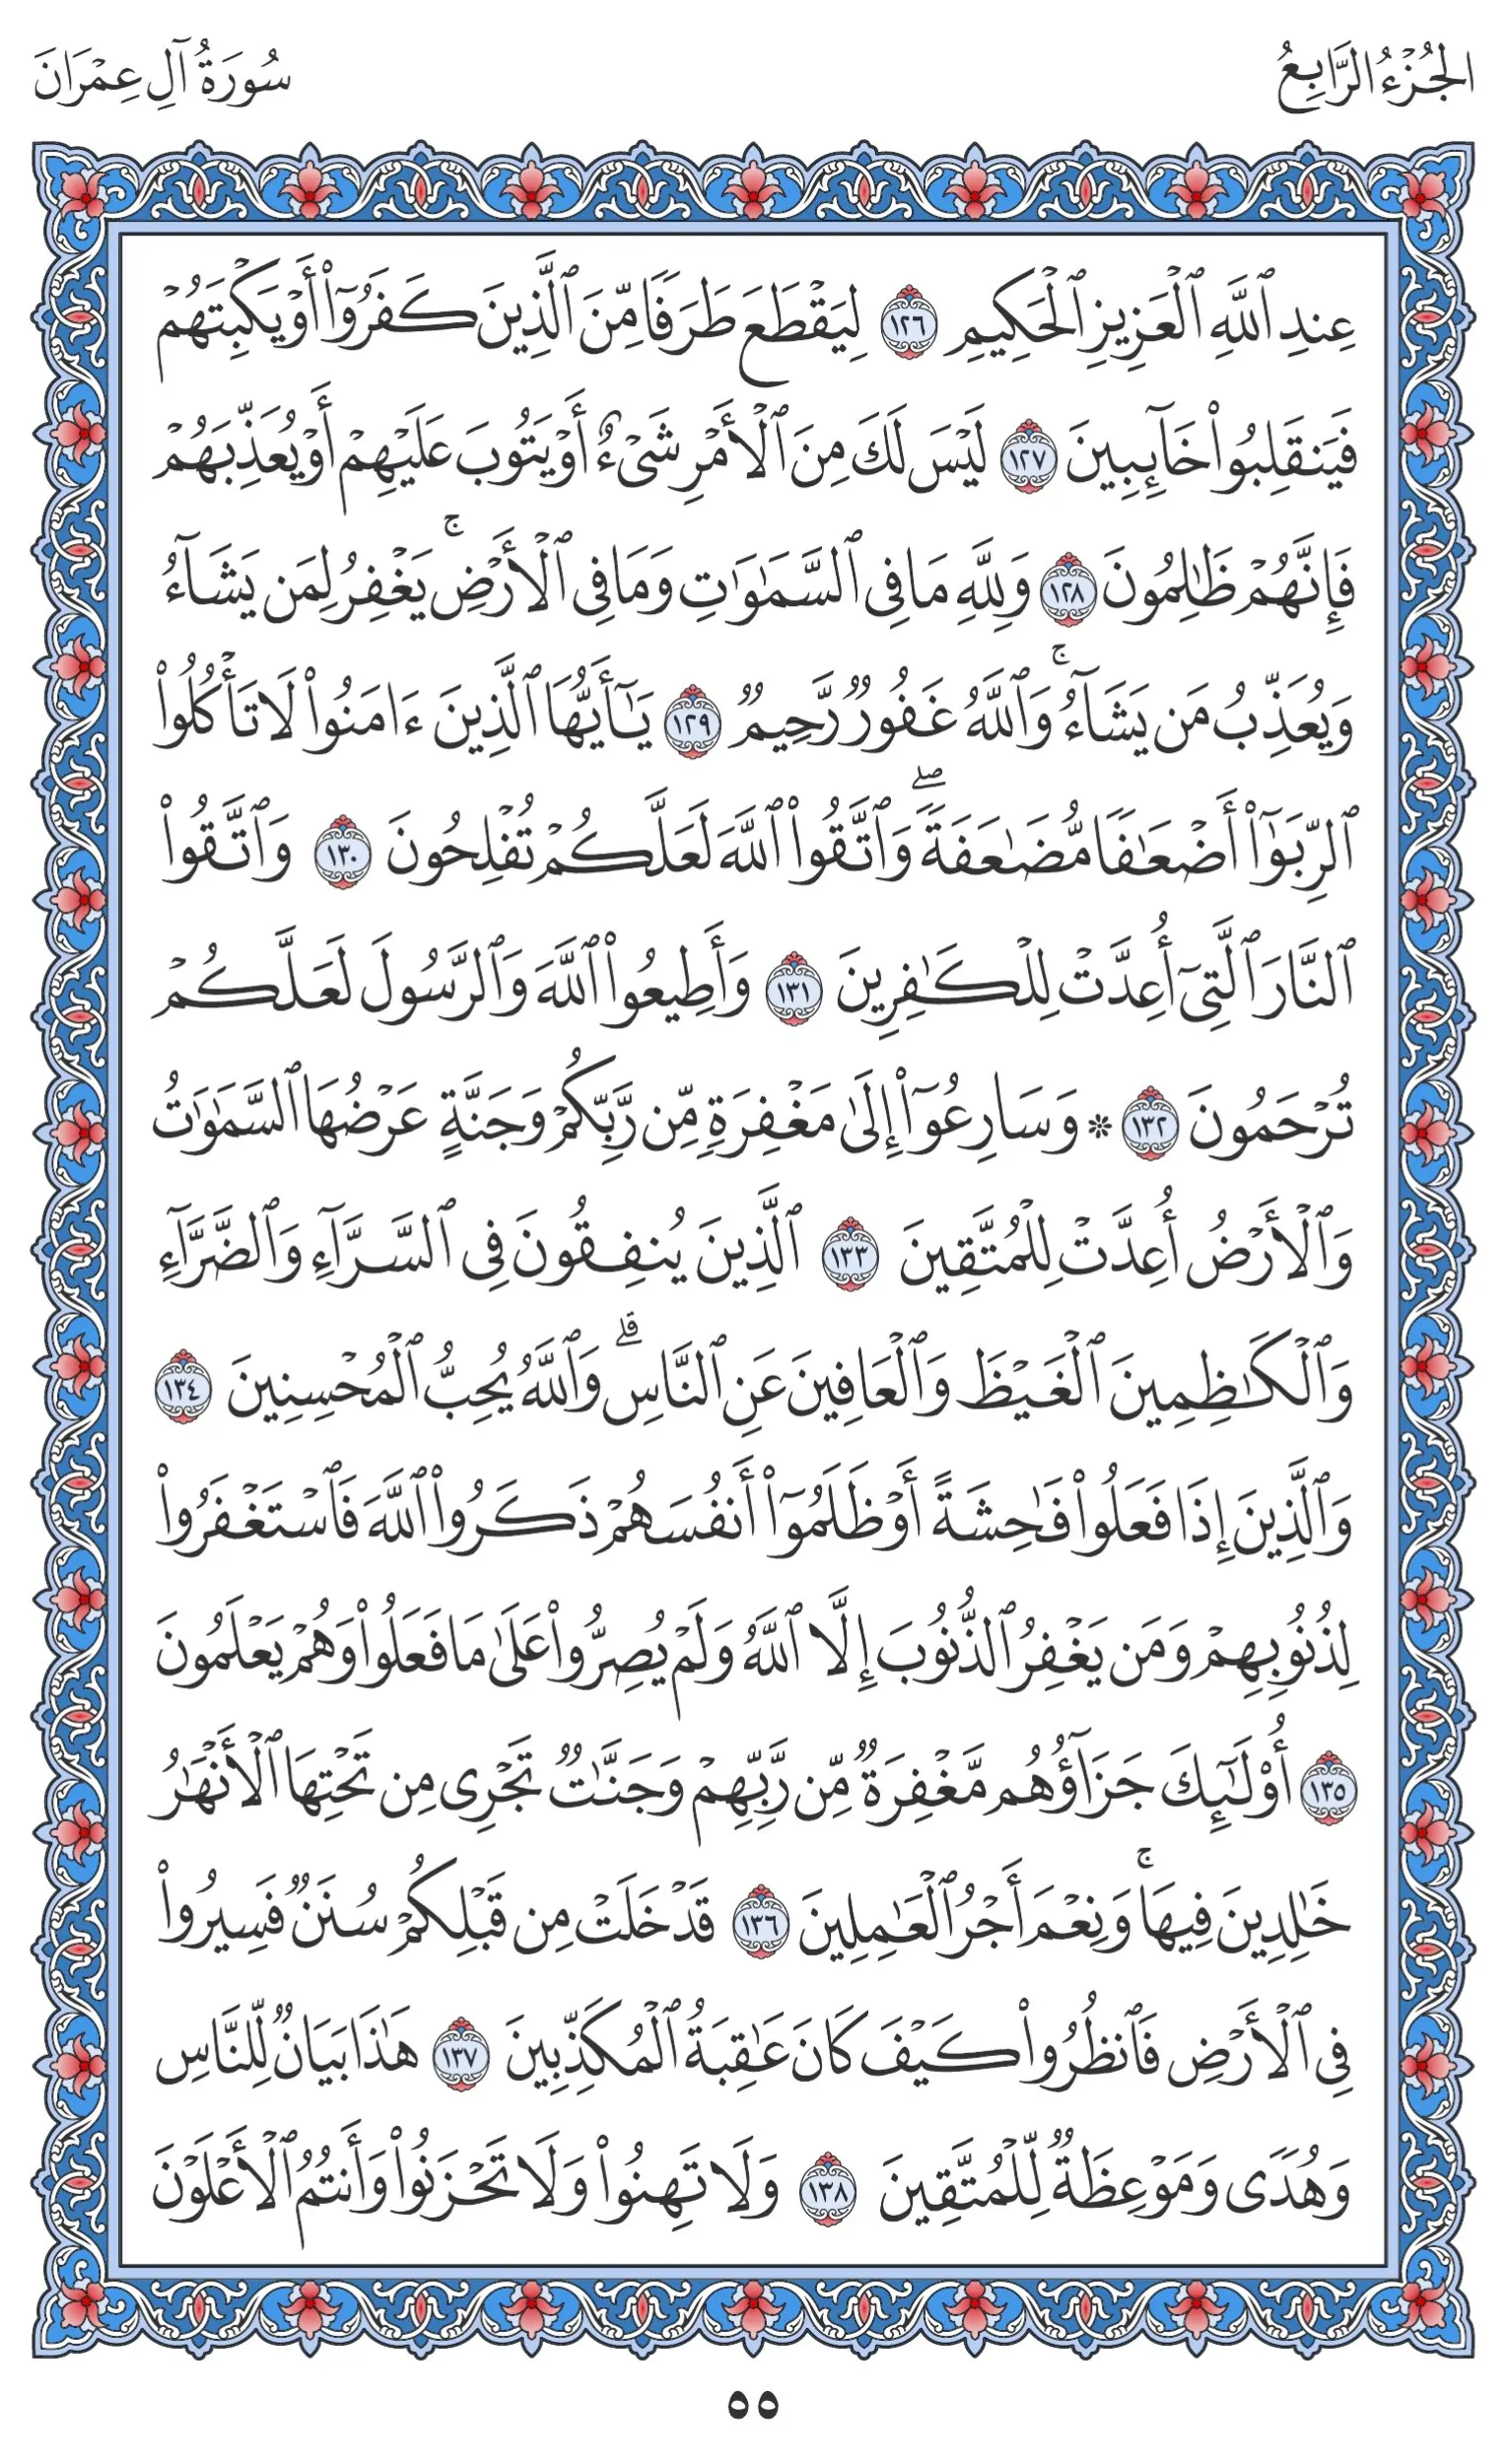 الجُزْءُ الرَّابِعُ
سُورَةُ آلِ عِمْرَانَ
عِندِ ٱللَّهِ ٱلْعَزِيزِ ٱلْحَكِيمِ ١٢٦ لِيَقْطَعَ طَرَفًا مِّنَ ٱلَّذِينَ كَفَرُوٓا۟ أَوْ يَكْبِتَهُمْ
فَيَنقَلِبُوا۟ خَآئِبِينَ ١٢٧ لَيْسَ لَكَ مِنَ ٱلْأَمْرِ شَىْءٌ أَوْ يَتُوبَ عَلَيْهِمْ أَوْ يُعَذِّبَهُمْ
فَإِنَّهُمْ ظَٰلِمُونَ ١٢٨ وَلِلَّهِ مَا فِى ٱلسَّمَٰوَٰتِ وَمَا فِى ٱلْأَرْضِ ۚ يَغْفِرُ لِمَن يَشَآءُ
وَيُعَذِّبُ مَن يَشَآءُ ۚ وَٱللَّهُ غَفُورٌ رَّحِيمٌ ١٢٩ يَٰٓأَيُّهَا ٱلَّذِينَ ءَامَنُوا۟ لَا تَأْكُلُوا۟
ٱلرِّبَوٰٓا۟ أَضْعَٰفًا مُّضَٰعَفَةً ۖ وَٱتَّقُوا۟ ٱللَّهَ لَعَلَّكُمْ تُفْلِحُونَ ١٣٠ وَٱتَّقُوا۟
ٱلنَّارَ ٱلَّتِىٓ أُعِدَّتْ لِلْكَٰفِرِينَ ١٣١ وَأَطِيعُوا۟ ٱللَّهَ وَٱلرَّسُولَ لَعَلَّكُمْ
تُرْحَمُونَ ١٣٢ * وَسَارِعُوٓا۟ إِلَىٰ مَغْفِرَةٍ مِّن رَّبِّكُمْ وَجَنَّةٍ عَرْضُهَا ٱلسَّمَٰوَٰتُ
وَٱلْأَرْضُ أُعِدَّتْ لِلْمُتَّقِينَ ١٣٣ ٱلَّذِينَ يُنفِقُونَ فِى ٱلسَّرَّآءِ وَٱلضَّرَّآءِ
وَٱلْكَٰظِمِينَ ٱلْغَيْظَ وَٱلْعَافِينَ عَنِ ٱلنَّاسِ ۗ وَٱللَّهُ يُحِبُّ ٱلْمُحْسِنِينَ ١٣٤
وَٱلَّذِينَ إِذَا فَعَلُوا۟ فَٰحِشَةً أَوْ ظَلَمُوٓا۟ أَنفُسَهُمْ ذَكَرُوا۟ ٱللَّهَ فَٱسْتَغْفَرُوا۟
لِذُنُوبِهِمْ وَمَن يَغْفِرُ ٱلذُّنُوبَ إِلَّا ٱللَّهُ وَلَمْ يُصِرُّوا۟ عَلَىٰ مَا فَعَلُوا۟ وَهُمْ يَعْلَمُونَ
١٣٥ أُو۟لَٰٓئِكَ جَزَآؤُهُم مَّغْفِرَةٌ مِّن رَّبِّهِمْ وَجَنَّٰتٌ تَجْرِى مِن تَحْتِهَا ٱلْأَنْهَٰرُ
خَٰلِدِينَ فِيهَا ۚ وَنِعْمَ أَجْرُ ٱلْعَٰمِلِينَ ١٣٦ قَدْ خَلَتْ مِن قَبْلِكُمْ سُنَنٌ فَسِيرُوا۟
فِى ٱلْأَرْضِ فَٱنظُرُوا۟ كَيْفَ كَانَ عَٰقِبَةُ ٱلْمُكَذِّبِينَ ١٣٧ هَٰذَا بَيَانٌ لِّلنَّاسِ
وَهُدًى وَمَوْعِظَةٌ لِّلْمُتَّقِينَ ١٣٨ وَلَا تَهِنُوا۟ وَلَا تَحْزَنُوا۟ وَأَنتُمُ ٱلْأَعْلَوْنَ
٥٥